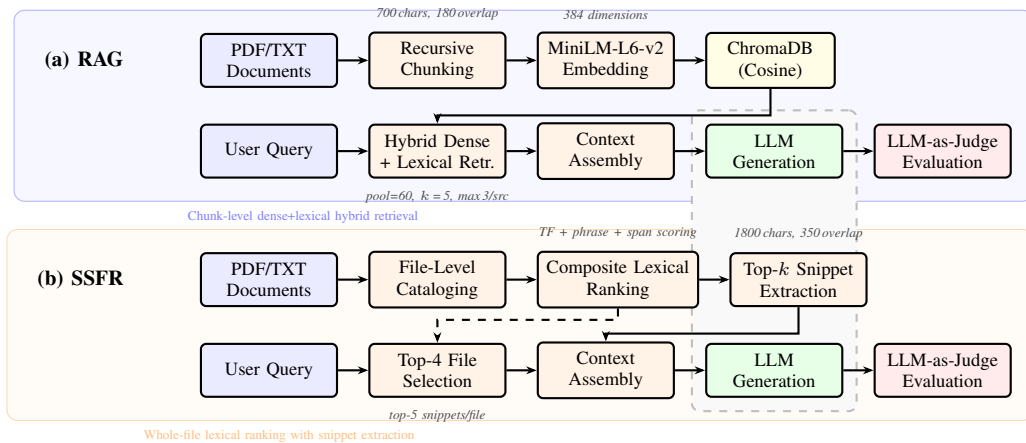 700 chars, 180 overlap
384 dimensions
(a) RAG
PDF/TXT
Documents
Recursive
Chunking
MiniLM-L6-v2
Embedding
ChromaDB
(Cosine)
User Query
Hybrid Dense
+ Lexical Retr.
Context
Assembly
LLM
Generation
LLM-as-Judge
Evaluation
pool=60, k = 5, max 3/src
Chunk-level dense+lexical hybrid retrieval
TF + phrase + span scoring
1800 chars, 350 overlap
(b) SSFR
PDF/TXT
Documents
File-Level
Cataloging
Composite Lexical
Ranking
Top-k Snippet
Extraction
User Query
Top-4 File
Selection
Context
Assembly
LLM
Generation
LLM-as-Judge
Evaluation
top-5 snippets/file
Whole-file lexical ranking with snippet extraction